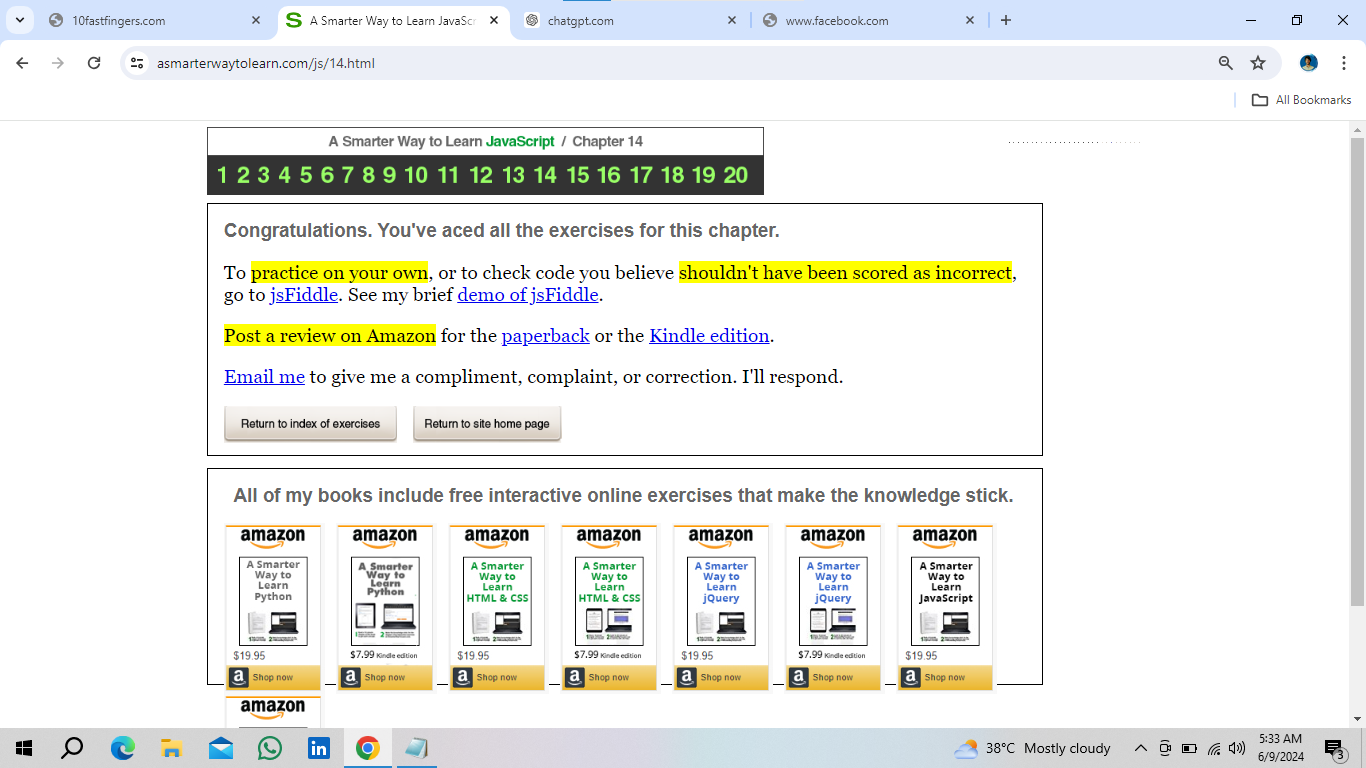 10fastfingers.com
A Smarter Way to Learn JavaSc
chatgpt.com
www.facebook.com
asmarterwaytolearn.com/js/14.html
All Bookmarks
A Smarter Way to Learn JavaScript / Chapter 14
1 2 3 4 5 6 7 8 9 10 11 12 13 14 15 16 17 18 19 20
Congratulations. You've aced all the exercises for this chapter.
To practice on your own, or to check code you believe shouldn't have been scored as incorrect,
go to jsFiddle. See my brief demo of jsFiddle.
Post a review on Amazon for the paperback or the Kindle edition.
Email me to give me a compliment, complaint, or correction. I'll respond.
Return to index of exercises
Return to site home page
All of my books include free interactive online exercises that make the knowledge stick.
amazon
A Smarter
Way to
Learn
Python
$19.95
Shop now
amazon
A Smarter
Way to
Learn
Python
$7.99 Kindle edition
Shop now
amazon
A Smarter
Way to
Learn
HTML & CSS
$19.95
Shop now
amazon
A Smarter
Way to
Learn
HTML & CSS
$7.99 Kindle edition
Shop now
amazon
A Smarter
Way to
Learn
jQuery
$19.95
Shop now
amazon
A Smarter
Way to
Learn
jQuery
$7.99 Kindle edition
Shop now
amazon
A Smarter
Way to
Learn
JavaScript
$19.95
Shop now
amazon
38°C Mostly cloudy
5:33 AM
6/9/2024
3